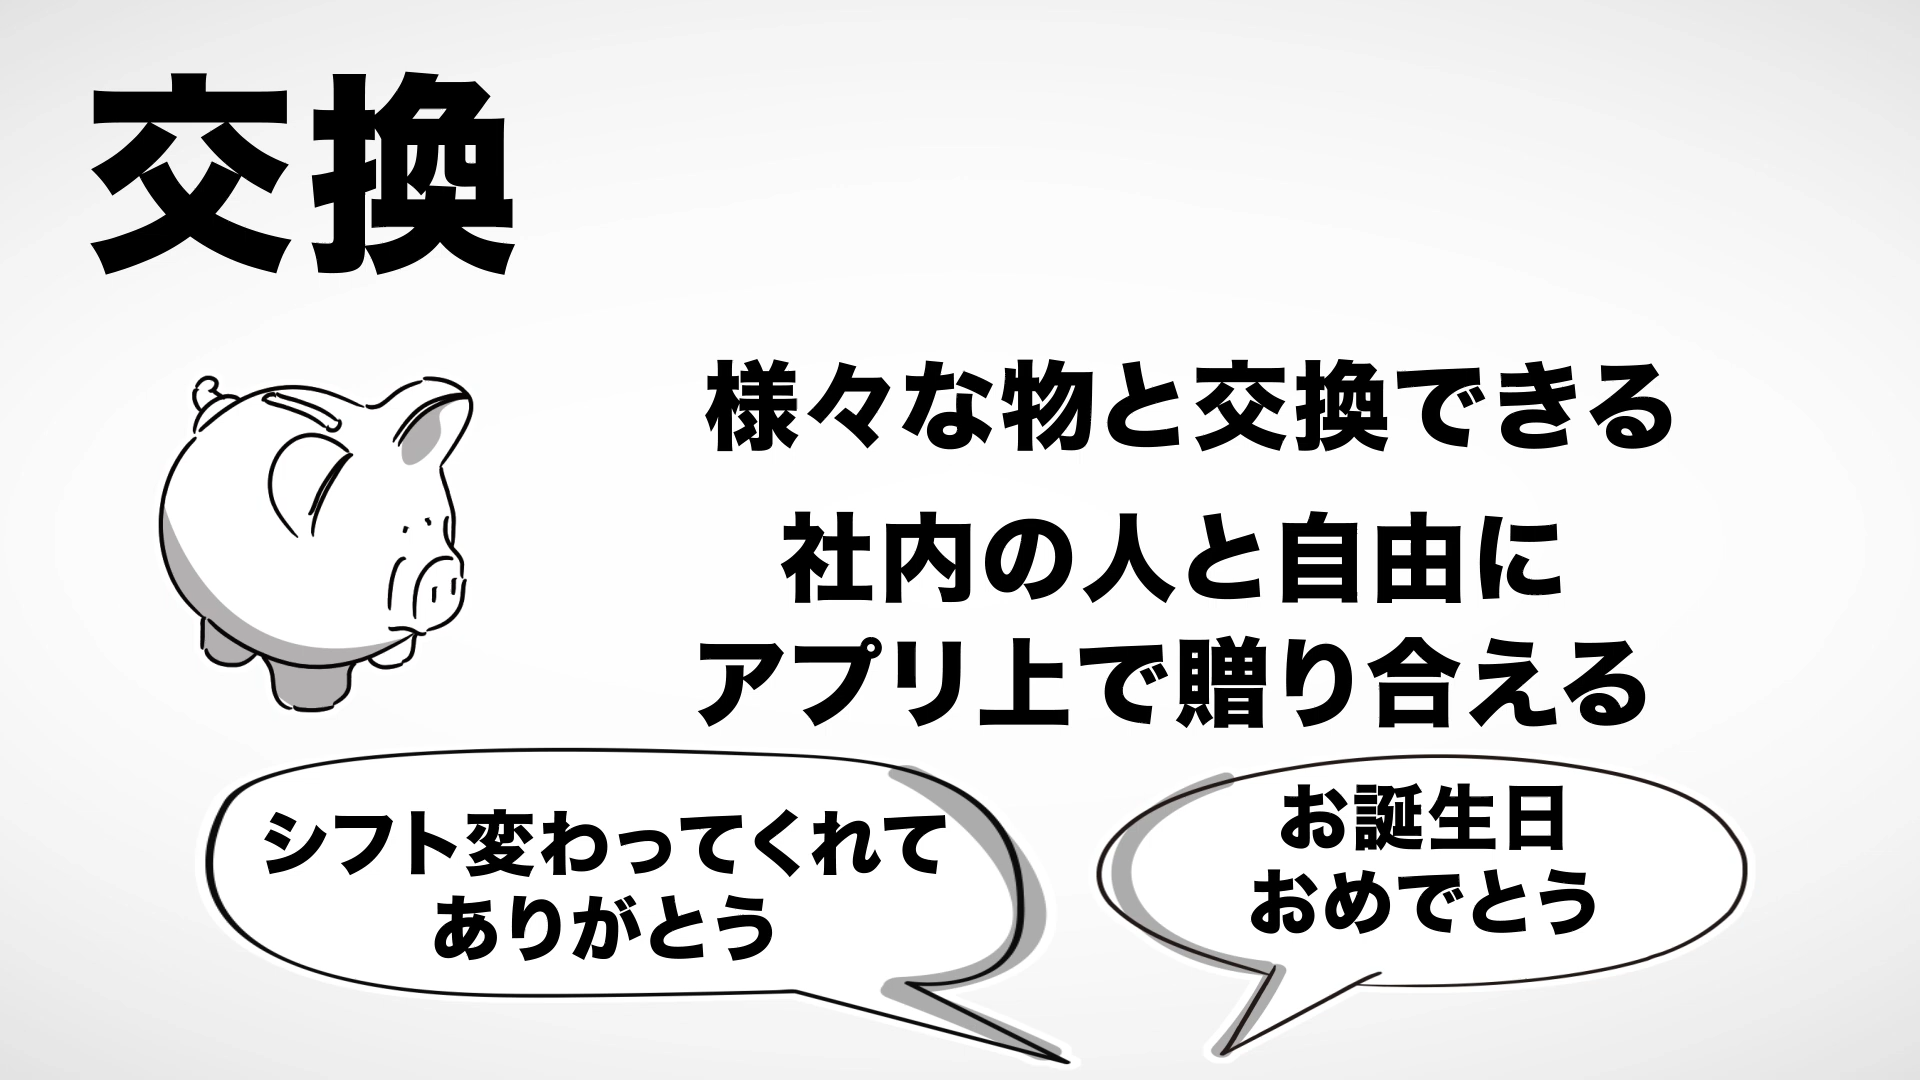 交換
様々な物と交換できる
社内の人と自由に
アプリ上で贈り合える
シフト変わってくれて
ありがとう
お誕生日
おめでとう